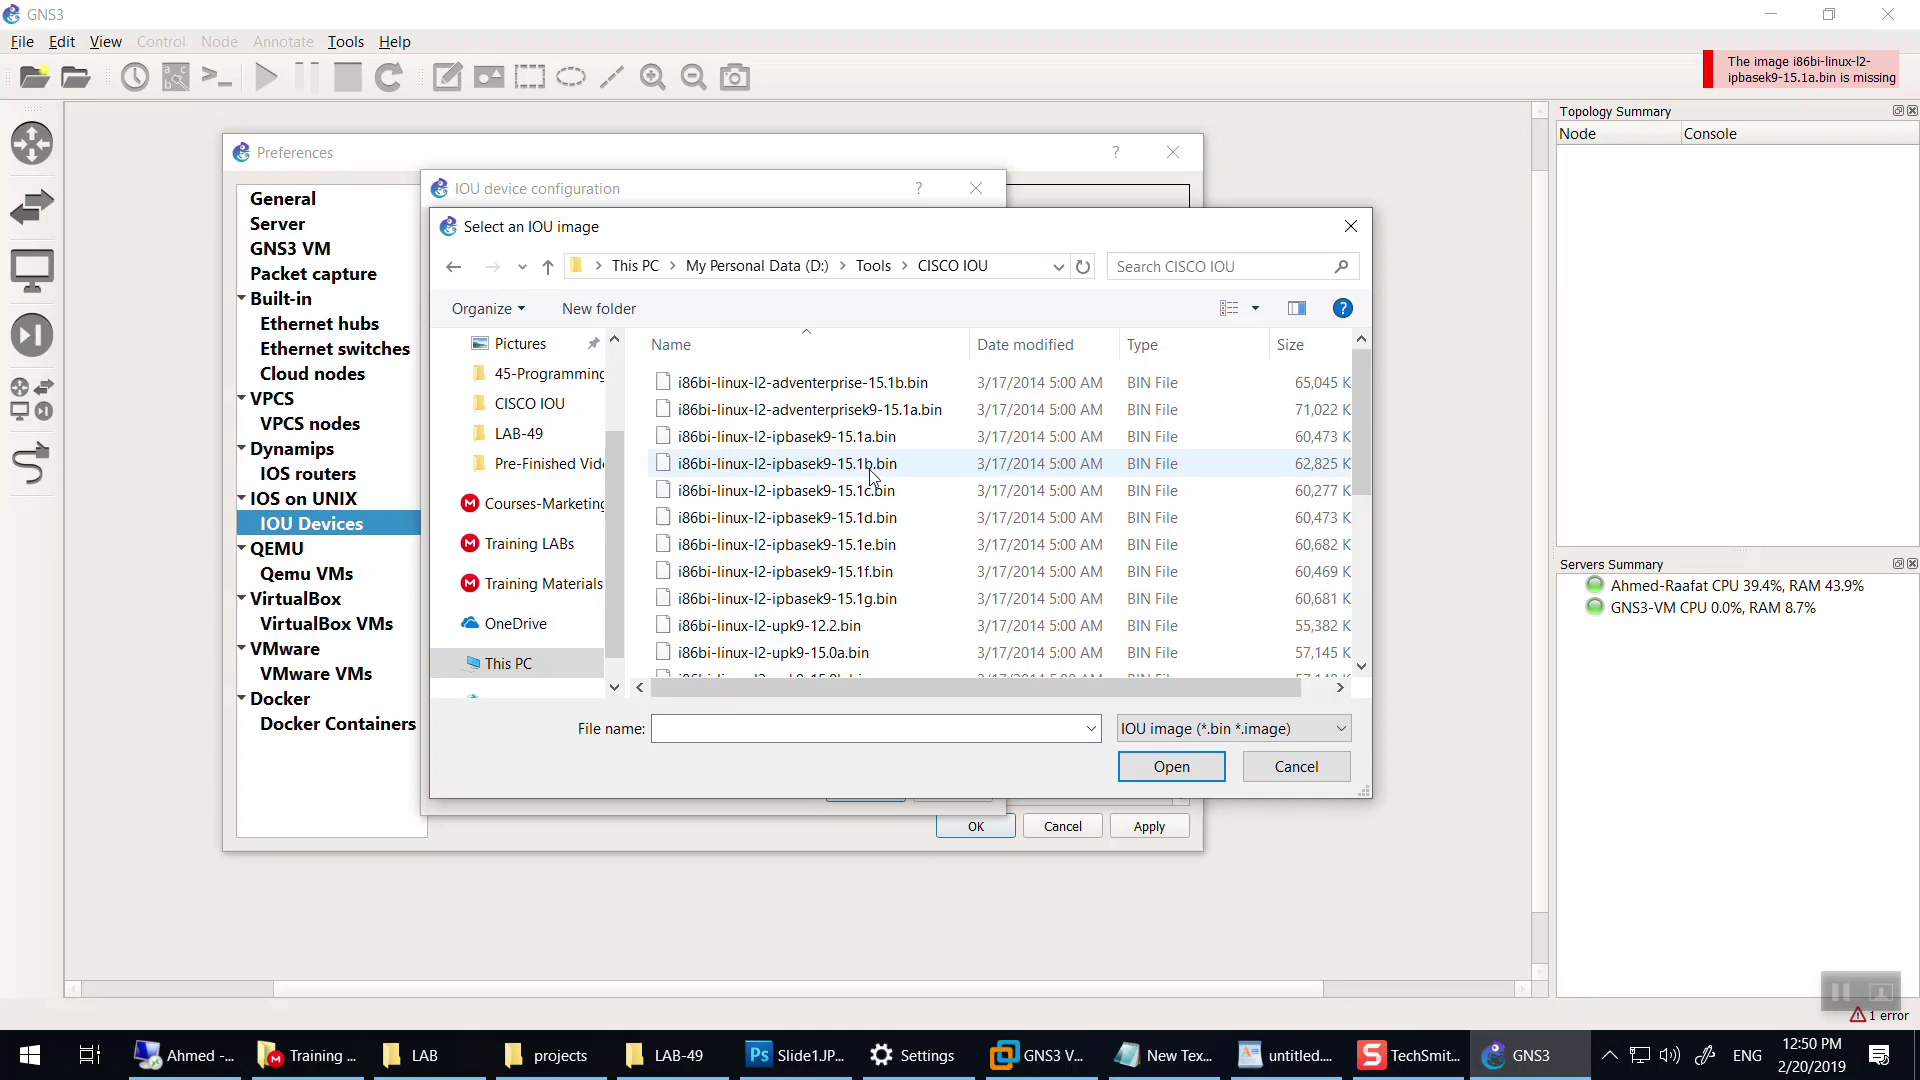 GNS3
File Edit View Control Node Annotate Tools Help
The image i86bi-linux-l2-
ipbasek9-15.1a.bin is missing
Topology Summary
Node Console
Preferences
General
Server
GNS3 VM
Packet capture
Built-in
Ethernet hubs
Ethernet switches
Cloud nodes
VPCS
VPCS nodes
Dynamips
IOS routers
IOS on UNIX
IOU Devices
QEMU
Qemu VMs
VirtualBox
VirtualBox VMs
VMware
VMware VMs
Docker
Docker Containers
IOU device configuration
Select an IOU image
This PC > My Personal Data (D:) > Tools > CISCO IOU
Search CISCO IOU
Organize New folder
Pictures
45-Programming
CISCO IOU
LAB-49
Pre-Finished Vid
Courses-Marketing
Training LABs
Training Materials
OneDrive
This PC
Name Date modified Type Size
i86bi-linux-l2-adventerprise-15.1b.bin 3/17/2014 5:00 AM BIN File 65,045 K
i86bi-linux-l2-adventerprisek9-15.1a.bin 3/17/2014 5:00 AM BIN File 71,022 K
i86bi-linux-l2-ipbasek9-15.1a.bin 3/17/2014 5:00 AM BIN File 60,473 K
i86bi-linux-l2-ipbasek9-15.1b.bin 3/17/2014 5:00 AM BIN File 62,825 K
i86bi-linux-l2-ipbasek9-15.1c.bin 3/17/2014 5:00 AM BIN File 60,277 K
i86bi-linux-l2-ipbasek9-15.1d.bin 3/17/2014 5:00 AM BIN File 60,473 K
i86bi-linux-l2-ipbasek9-15.1e.bin 3/17/2014 5:00 AM BIN File 60,682 K
i86bi-linux-l2-ipbasek9-15.1f.bin 3/17/2014 5:00 AM BIN File 60,469 K
i86bi-linux-l2-ipbasek9-15.1g.bin 3/17/2014 5:00 AM BIN File 60,681 K
i86bi-linux-l2-upk9-12.2.bin 3/17/2014 5:00 AM BIN File 55,382 K
i86bi-linux-l2-upk9-15.0a.bin 3/17/2014 5:00 AM BIN File 57,145 K
File name: IOU image (*.bin *.image)
Open Cancel
OK Cancel Apply
Servers Summary
Ahmed-Raafat CPU 39.4%, RAM 43.9%
GNS3-VM CPU 0.0%, RAM 8.7%
1 error
Ahmed -... Training ... LAB projects LAB-49 Ps Slide1.JP... Settings GNS3 V... New Tex... untitled.... TechSmit... GNS3 ENG
12:50 PM
2/20/2019